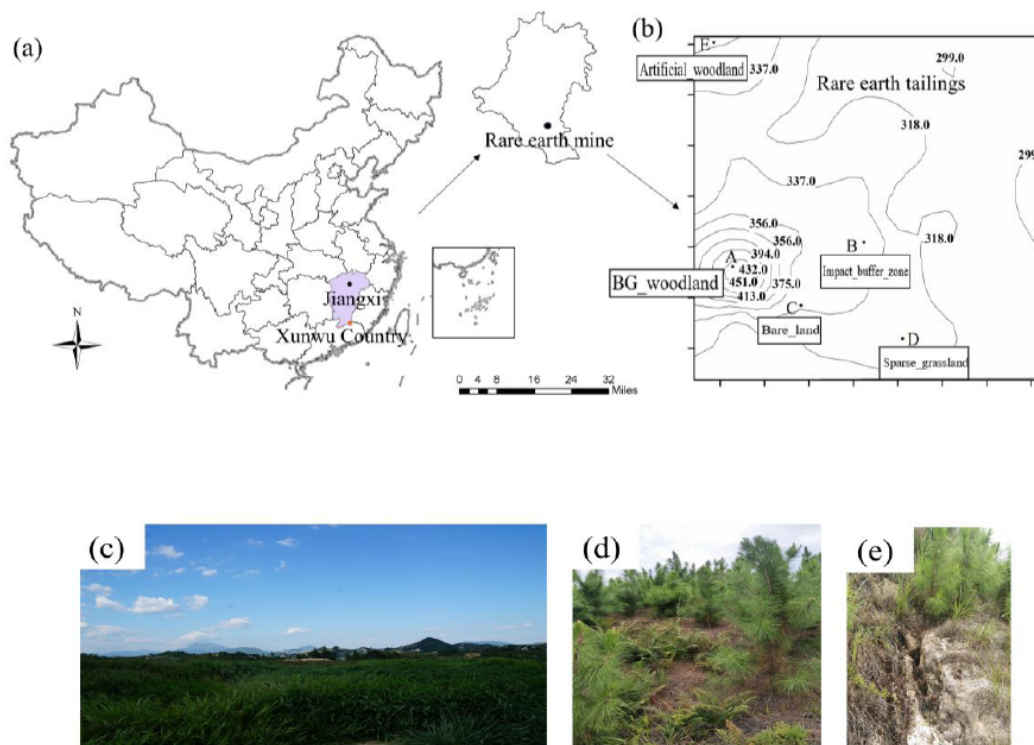 (a)
(b)
E
Artificial_woodland
337.0
299.0
Rare earth tailings
318.0
Rare earth mine
299
337.0
356.0
356.0
318.0
B
394.0
A
432.0
Impact_buffer_zone
BG_woodland
451.0
375.0
413.0
C
Jiangxi
Bare_land
N
Xunwu Country
D
Sparse_grassland
0 4 8 16 24 32
Miles
(c)
(d)
(e)